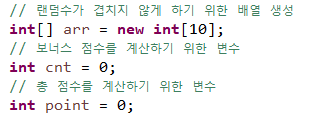 // 랜덤수가 겹치지 않게 하기 위한 배열 생성
int[] arr = new int[10];
// 보너스 점수를 계산하기 위한 변수
int cnt = 0;
// 총 점수를 계산하기 위한 변수
int point = 0;